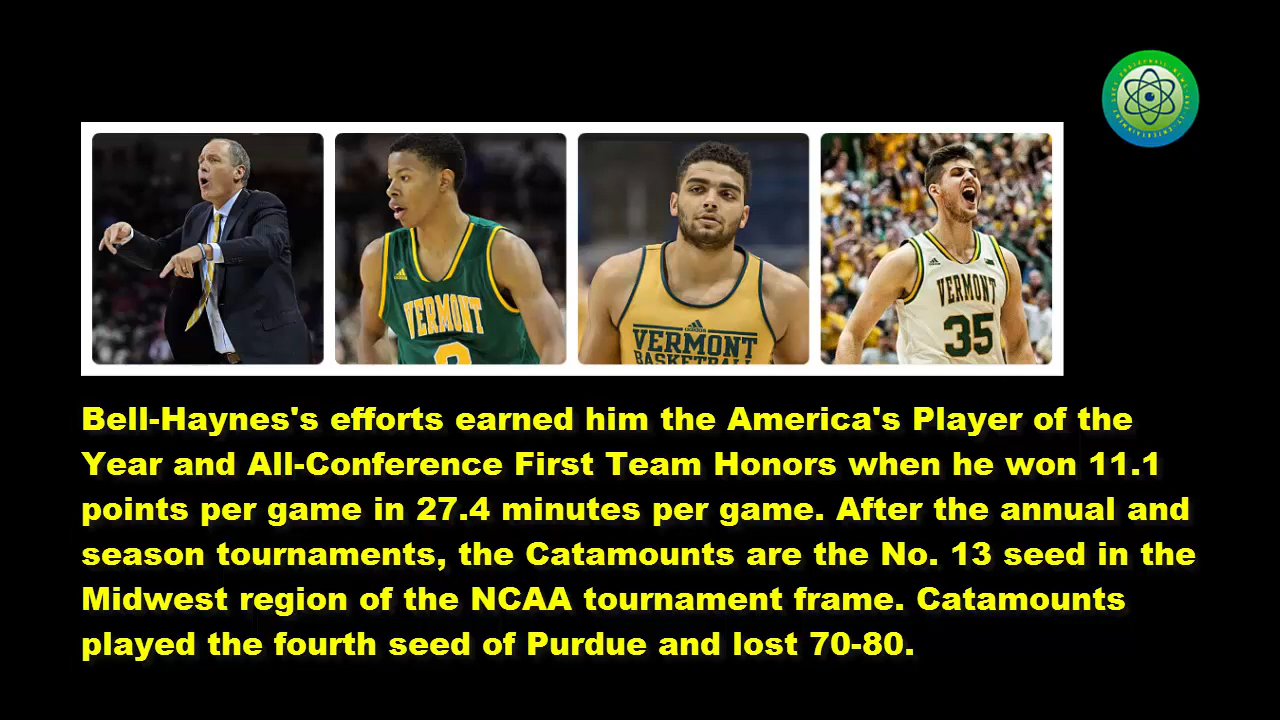 VERMONT
VERMONT
BASKETBALL
VERMONT
35
Bell-Haynes's efforts earned him the America's Player of the
Year and All-Conference First Team Honors when he won 11.1
points per game in 27.4 minutes per game. After the annual and
season tournaments, the Catamounts are the No. 13 seed in the
Midwest region of the NCAA tournament frame. Catamounts
played the fourth seed of Purdue and lost 70-80.